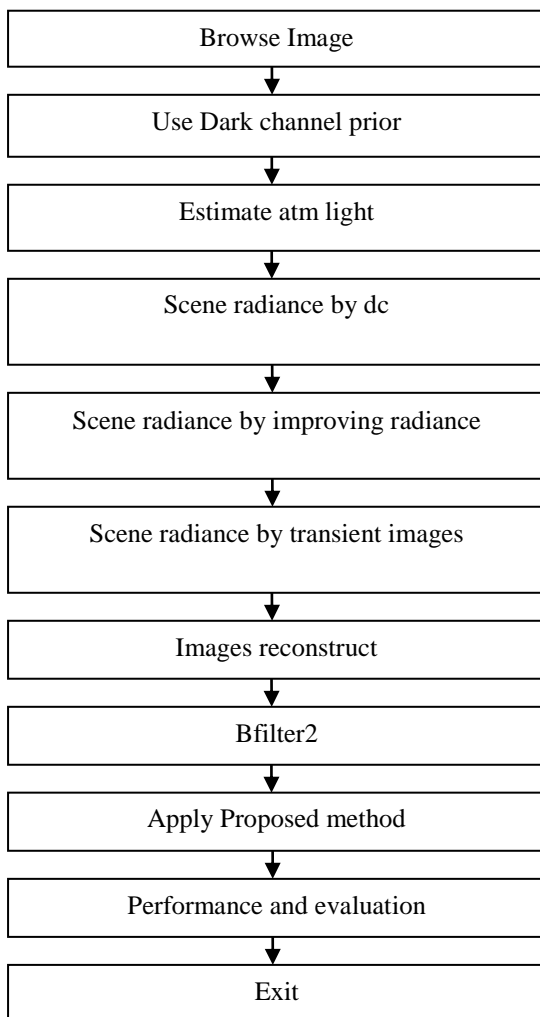 Browse Image
Use Dark channel prior
Estimate atm light
Scene radiance by dc
Scene radiance by improving radiance
Scene radiance by transient images
Images reconstruct
Bfilter2
Apply Proposed method
Performance and evaluation
Exit